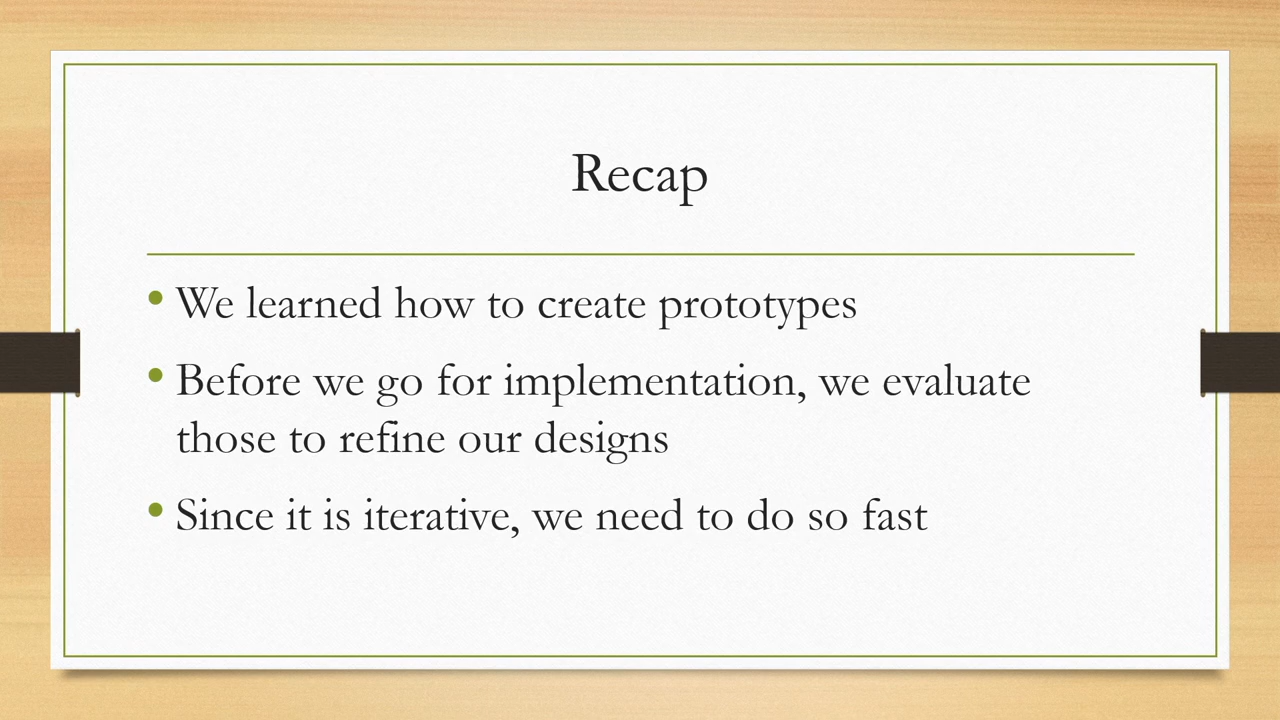 Recap
• We learned how to create prototypes
• Before we go for implementation, we evaluate
those to refine our designs
• Since it is iterative, we need to do so fast